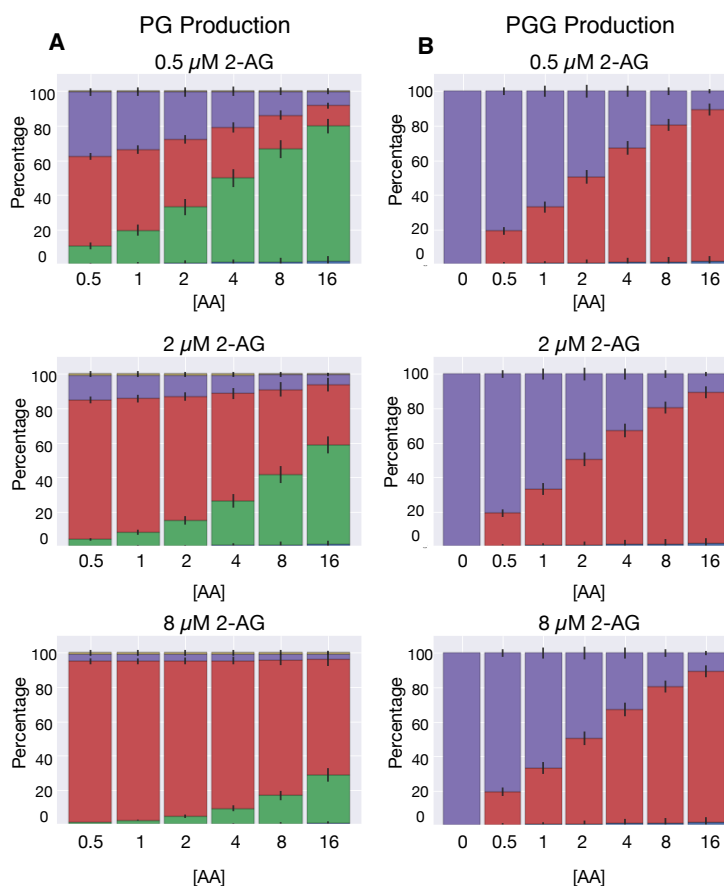 PG Production
PGG Production
A
B
0.5 µM 2-AG
0.5 µM 2-AG
Percentage
100
80
60
40
20
0
0.5 1 2 4 8 16
[AA]
Percentage
100
80
60
40
20
0
0 0.5 1 2 4 8 16
[AA]
2 µM 2-AG
2 µM 2-AG
Percentage
100
80
60
40
20
0
0.5 1 2 4 8 16
[AA]
Percentage
100
80
60
40
20
0
0 0.5 1 2 4 8 16
[AA]
8 µM 2-AG
8 µM 2-AG
Percentage
100
80
60
40
20
0
0.5 1 2 4 8 16
[AA]
Percentage
100
80
60
40
20
0
0 0.5 1 2 4 8 16
[AA]